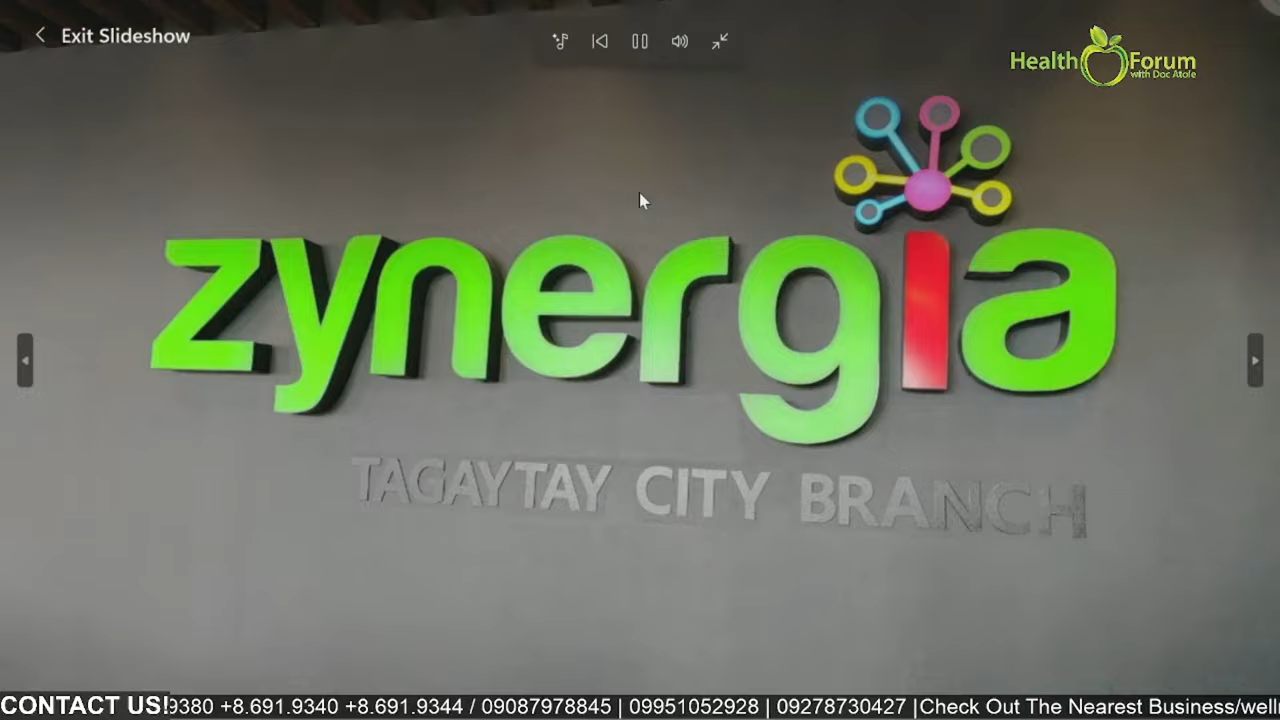 Exit Slideshow
Health Forum
with Doc Atole
zynergia
TAGAYTAY CITY BRANCH
CONTACT US! 9380 +8.691.9340 +8.691.9344 / 09087978845 | 09951052928 | 09278730427 |Check Out The Nearest Business/well